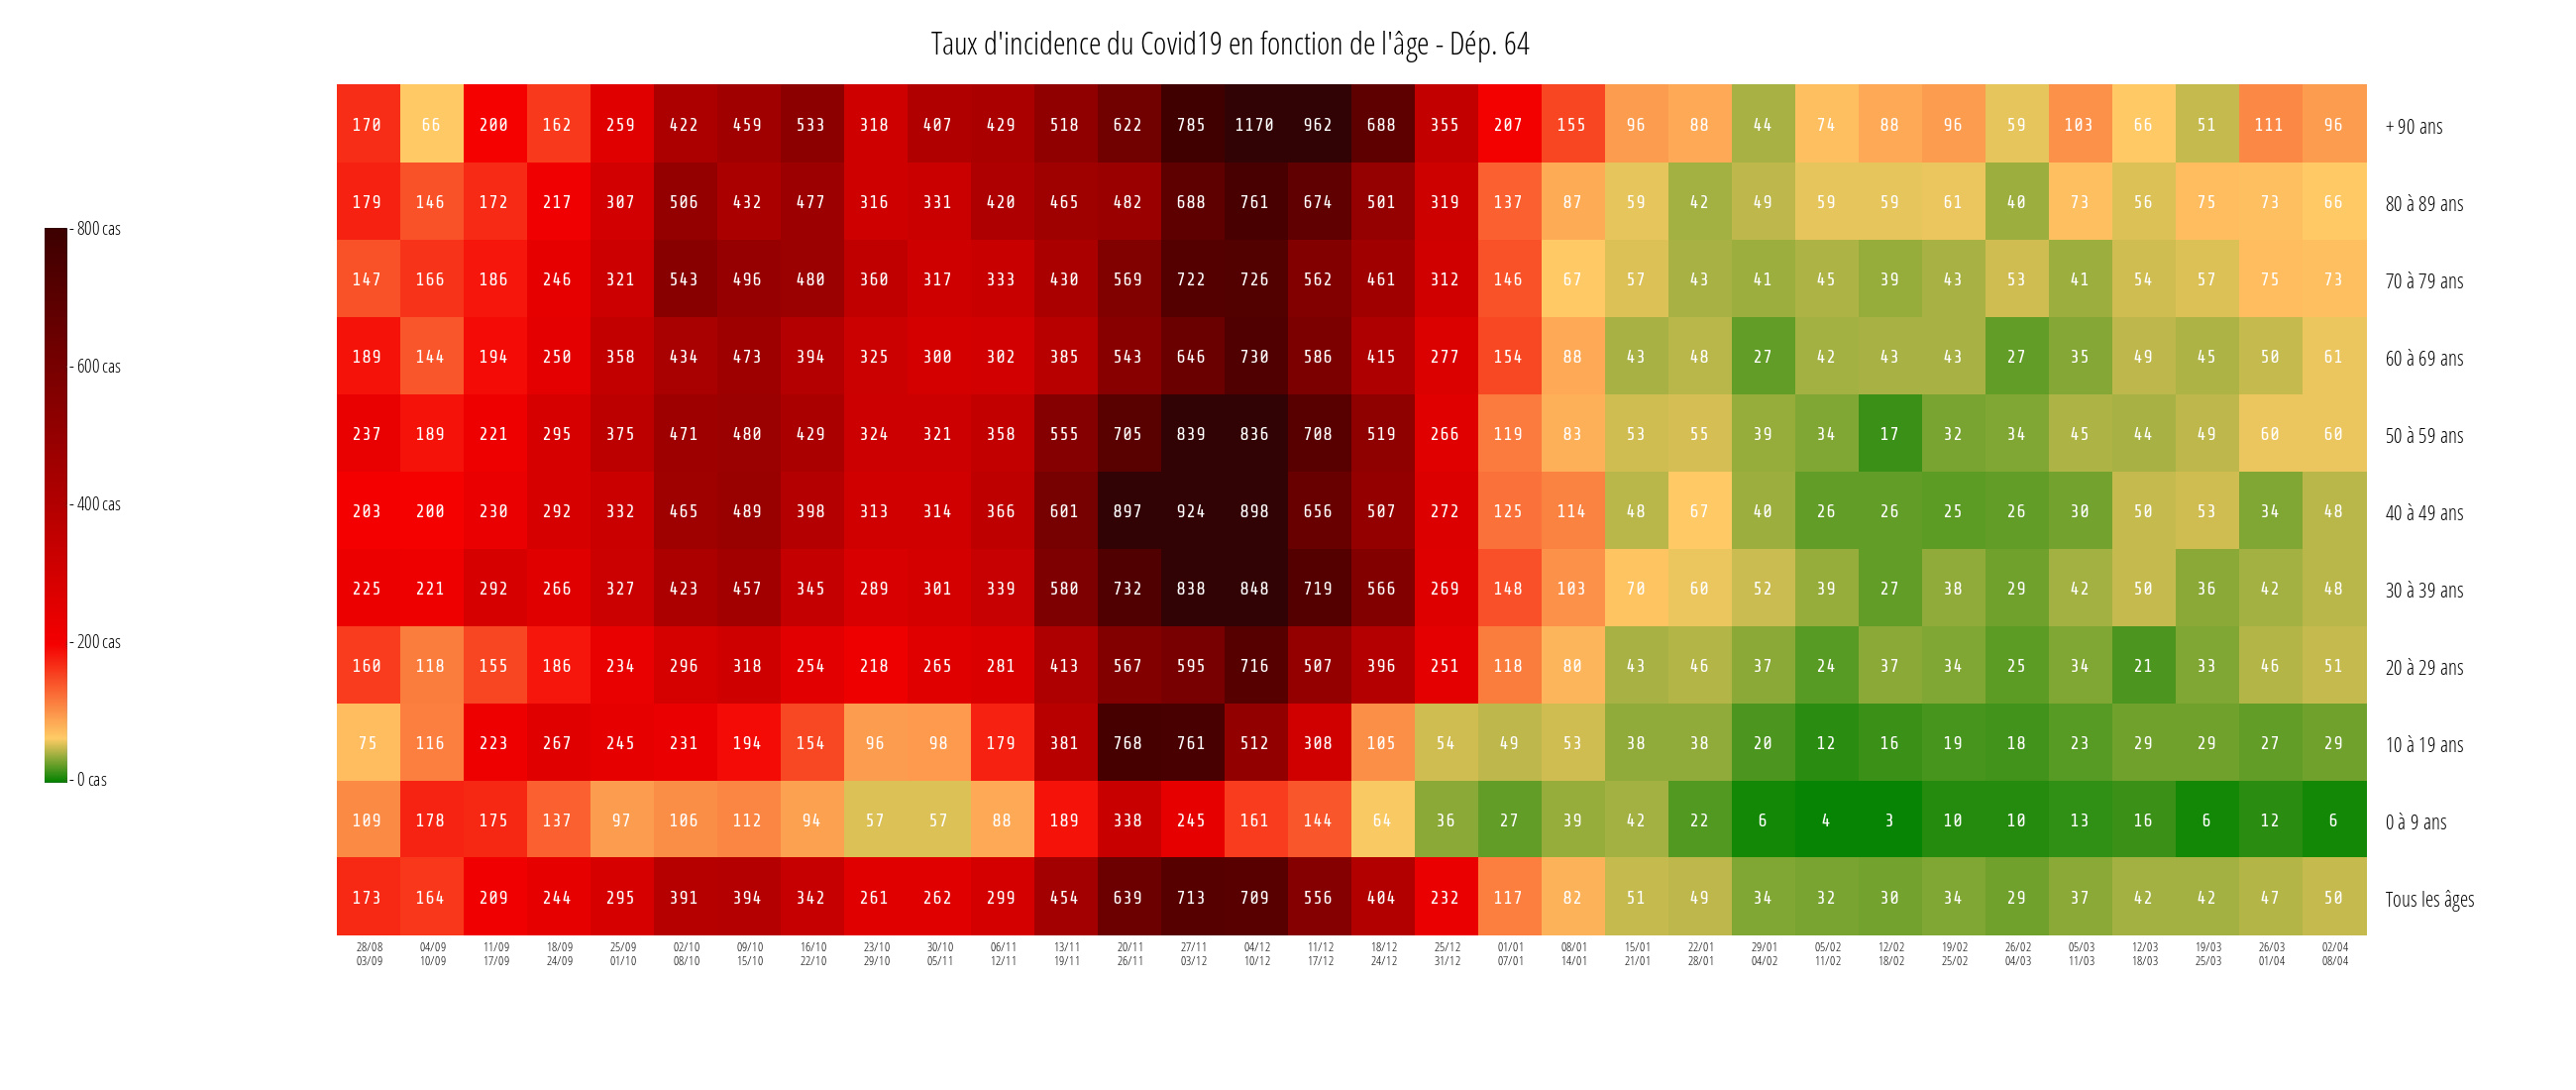 Taux d'incidence du Covid19 en fonction de l'âge - Dép. 64
170 66 200 162 259 422 459 533 318 407 429 518 622 785 1170 962 688 355 207 155 96 88 44 74 88 96 59 103 66 51 111 96 + 90 ans
179 146 172 217 307 506 432 477 316 331 420 465 482 688 761 674 501 319 137 87 59 42 49 59 59 61 40 73 56 75 73 66 80 à 89 ans
- 800 cas
147 166 186 246 321 543 496 480 360 317 333 430 569 722 726 562 461 312 146 67 57 43 41 45 39 43 53 41 54 57 75 73 70 à 79 ans
189 144 194 250 358 434 473 394 325 300 302 385 543 646 730 586 415 277 154 88 43 48 27 42 43 43 27 35 49 45 50 61 60 à 69 ans
- 600 cas
237 189 221 295 375 471 480 429 324 321 358 555 705 839 836 708 519 266 119 83 53 55 39 34 17 32 34 45 44 49 60 60 50 à 59 ans
- 400 cas
203 200 230 292 332 465 489 398 313 314 366 601 897 924 898 656 507 272 125 114 48 67 40 26 26 25 26 30 50 53 34 48 40 à 49 ans
225 221 292 266 327 423 457 345 289 301 339 580 732 838 848 719 566 269 148 103 70 60 52 39 27 38 29 42 50 36 42 48 30 à 39 ans
- 200 cas
160 118 155 186 234 296 318 254 218 265 281 413 567 595 716 507 396 251 118 80 43 46 37 24 37 34 25 34 21 33 46 51 20 à 29 ans
75 116 223 267 245 231 194 154 96 98 179 381 768 761 512 308 105 54 49 53 38 38 20 12 16 19 18 23 29 29 27 29 10 à 19 ans
- 0 cas
109 178 175 137 97 106 112 94 57 57 88 189 338 245 161 144 64 36 27 39 42 22 6 4 3 10 10 13 16 6 12 6 0 à 9 ans
173 164 209 244 295 391 394 342 261 262 299 454 639 713 709 556 404 232 117 82 51 49 34 32 30 34 29 37 42 42 47 50 Tous les âges
28/08 04/09 11/09 18/09 25/09 02/10 09/10 16/10 23/10 30/10 06/11 13/11 20/11 27/11 04/12 11/12 18/12 25/12 01/01 08/01 15/01 22/01 29/01 05/02 12/02 19/02 26/02 05/03 12/03 19/03 26/03 02/04
03/09 10/09 17/09 24/09 01/10 08/10 15/10 22/10 29/10 05/11 12/11 19/11 26/11 03/12 10/12 17/12 24/12 31/12 07/01 14/01 21/01 28/01 04/02 11/02 18/02 25/02 04/03 11/03 18/03 25/03 01/04 08/04